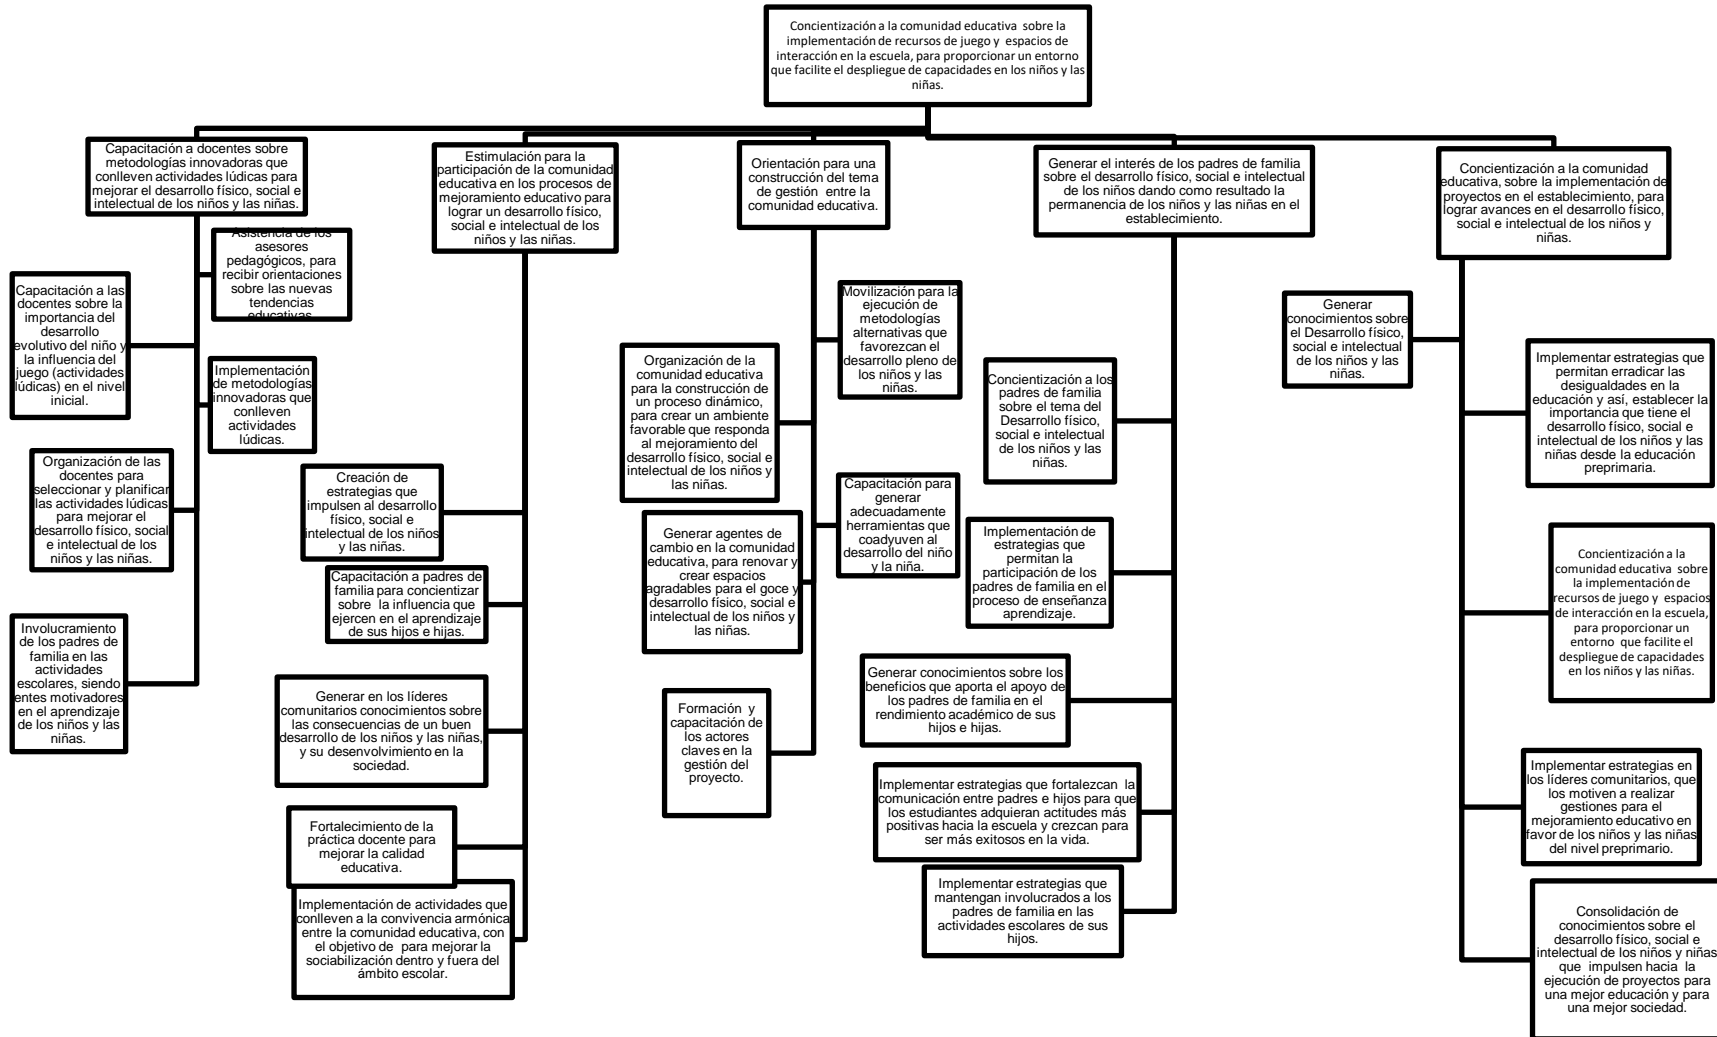 Concientización a la comunidad educativa sobre la
implementación de recursos de juego y espacios de
interacción en la escuela, para proporcionar un entorno
que facilite el despliegue de capacidades en los niños y las
niñas.
Capacitación a docentes sobre
metodologías innovadoras que
conlleven actividades lúdicas para
mejorar el desarrollo físico, social e
intelectual de los niños y las niñas.
Asistencia de los
asesores
pedagógicos, para
recibir orientaciones
sobre las nuevas
tendencias
educativas.
Capacitación a las
docentes sobre la
importancia del
desarrollo
evolutivo del niño y
la influencia del
juego (actividades
lúdicas) en el nivel
inicial.
Implementación
de metodologías
innovadoras que
conlleven
actividades
lúdicas.
Organización de las
docentes para
seleccionar y planificar
las actividades lúdicas
para mejorar el
desarrollo físico, social
e intelectual de los
niños y las niñas.
Involucramiento
de los padres de
familia en las
actividades
escolares, siendo
entes motivadores
en el aprendizaje
de los niños y las
niñas.
Estimulación para la
participación de la comunidad
educativa en los procesos de
mejoramiento educativo para
lograr un desarrollo físico,
social e intelectual de los
niños y las niñas.
Creación de
estrategias que
impulsen al desarrollo
físico, social e
intelectual de los niños
y las niñas.
Capacitación a padres de
familia para concientizar
sobre la influencia que
ejercen en el aprendizaje
de sus hijos e hijas.
Generar en los líderes
comunitarios conocimientos sobre
las consecuencias de un buen
desarrollo de los niños y las niñas,
y su desenvolvimiento en la
sociedad.
Fortalecimiento de la
práctica docente para
mejorar la calidad
educativa.
Implementación de actividades que
conlleven a la convivencia armónica
entre la comunidad educativa, con
el objetivo de para mejorar la
sociabilización dentro y fuera del
ámbito escolar.
Orientación para una
construcción del tema
de gestión entre la
comunidad educativa.
Movilización para la
ejecución de
metodologías
alternativas que
favorezcan el
desarrollo pleno de
los niños y las
niñas.
Organización de la
comunidad educativa
para la construcción de
un proceso dinámico,
para crear un ambiente
favorable que responda
al mejoramiento del
desarrollo físico, social e
intelectual de los niños y
las niñas.
Capacitación para
generar
adecuadamente
herramientas que
coadyuven al
desarrollo del niño
y la niña.
Generar agentes de
cambio en la comunidad
educativa, para renovar y
crear espacios
agradables para el goce y
desarrollo físico, social e
intelectual de los niños y
las niñas.
Formación y
capacitación de
los actores
claves en la
gestión del
proyecto.
Generar el interés de los padres de familia
sobre el desarrollo físico, social e intelectual
de los niños dando como resultado la
permanencia de los niños y las niñas en el
establecimiento.
Concientización a los
padres de familia
sobre el tema del
Desarrollo físico,
social e intelectual
de los niños y las
niñas.
Implementación de
estrategias que
permitan la
participación de los
padres de familia en el
proceso de enseñanza
aprendizaje.
Generar conocimientos sobre los
beneficios que aporta el apoyo de
los padres de familia en el
rendimiento académico de sus
hijos e hijas.
Implementar estrategias que fortalezcan la
comunicación entre padres e hijos para que
los estudiantes adquieran actitudes más
positivas hacia la escuela y crezcan para
ser más exitosos en la vida.
Implementar estrategias que
mantengan involucrados a los
padres de familia en las
actividades escolares de sus
hijos.
Concientización a la comunidad
educativa, sobre la implementación de
proyectos en el establecimiento, para
lograr avances en el desarrollo físico,
social e intelectual de los niños y
niñas.
Generar
conocimientos sobre
el Desarrollo físico,
social e intelectual
de los niños y las
niñas.
Implementar estrategias que
permitan erradicar las
desigualdades en la
educación y así, establecer la
importancia que tiene el
desarrollo físico, social e
intelectual de los niños y las
niñas desde la educación
preprimaria.
Concientización a la
comunidad educativa sobre
la implementación de
recursos de juego y espacios
de interacción en la escuela,
para proporcionar un
entorno que facilite el
despliegue de capacidades
en los niños y las niñas.
Implementar estrategias en
los líderes comunitarios, que
los motiven a realizar
gestiones para el
mejoramiento educativo en
favor de los niños y las niñas
del nivel preprimario.
Consolidación de
conocimientos sobre el
desarrollo físico, social e
intelectual de los niños y niñas
que impulsen hacia la
ejecución de proyectos para
una mejor educación y para
una mejor sociedad.